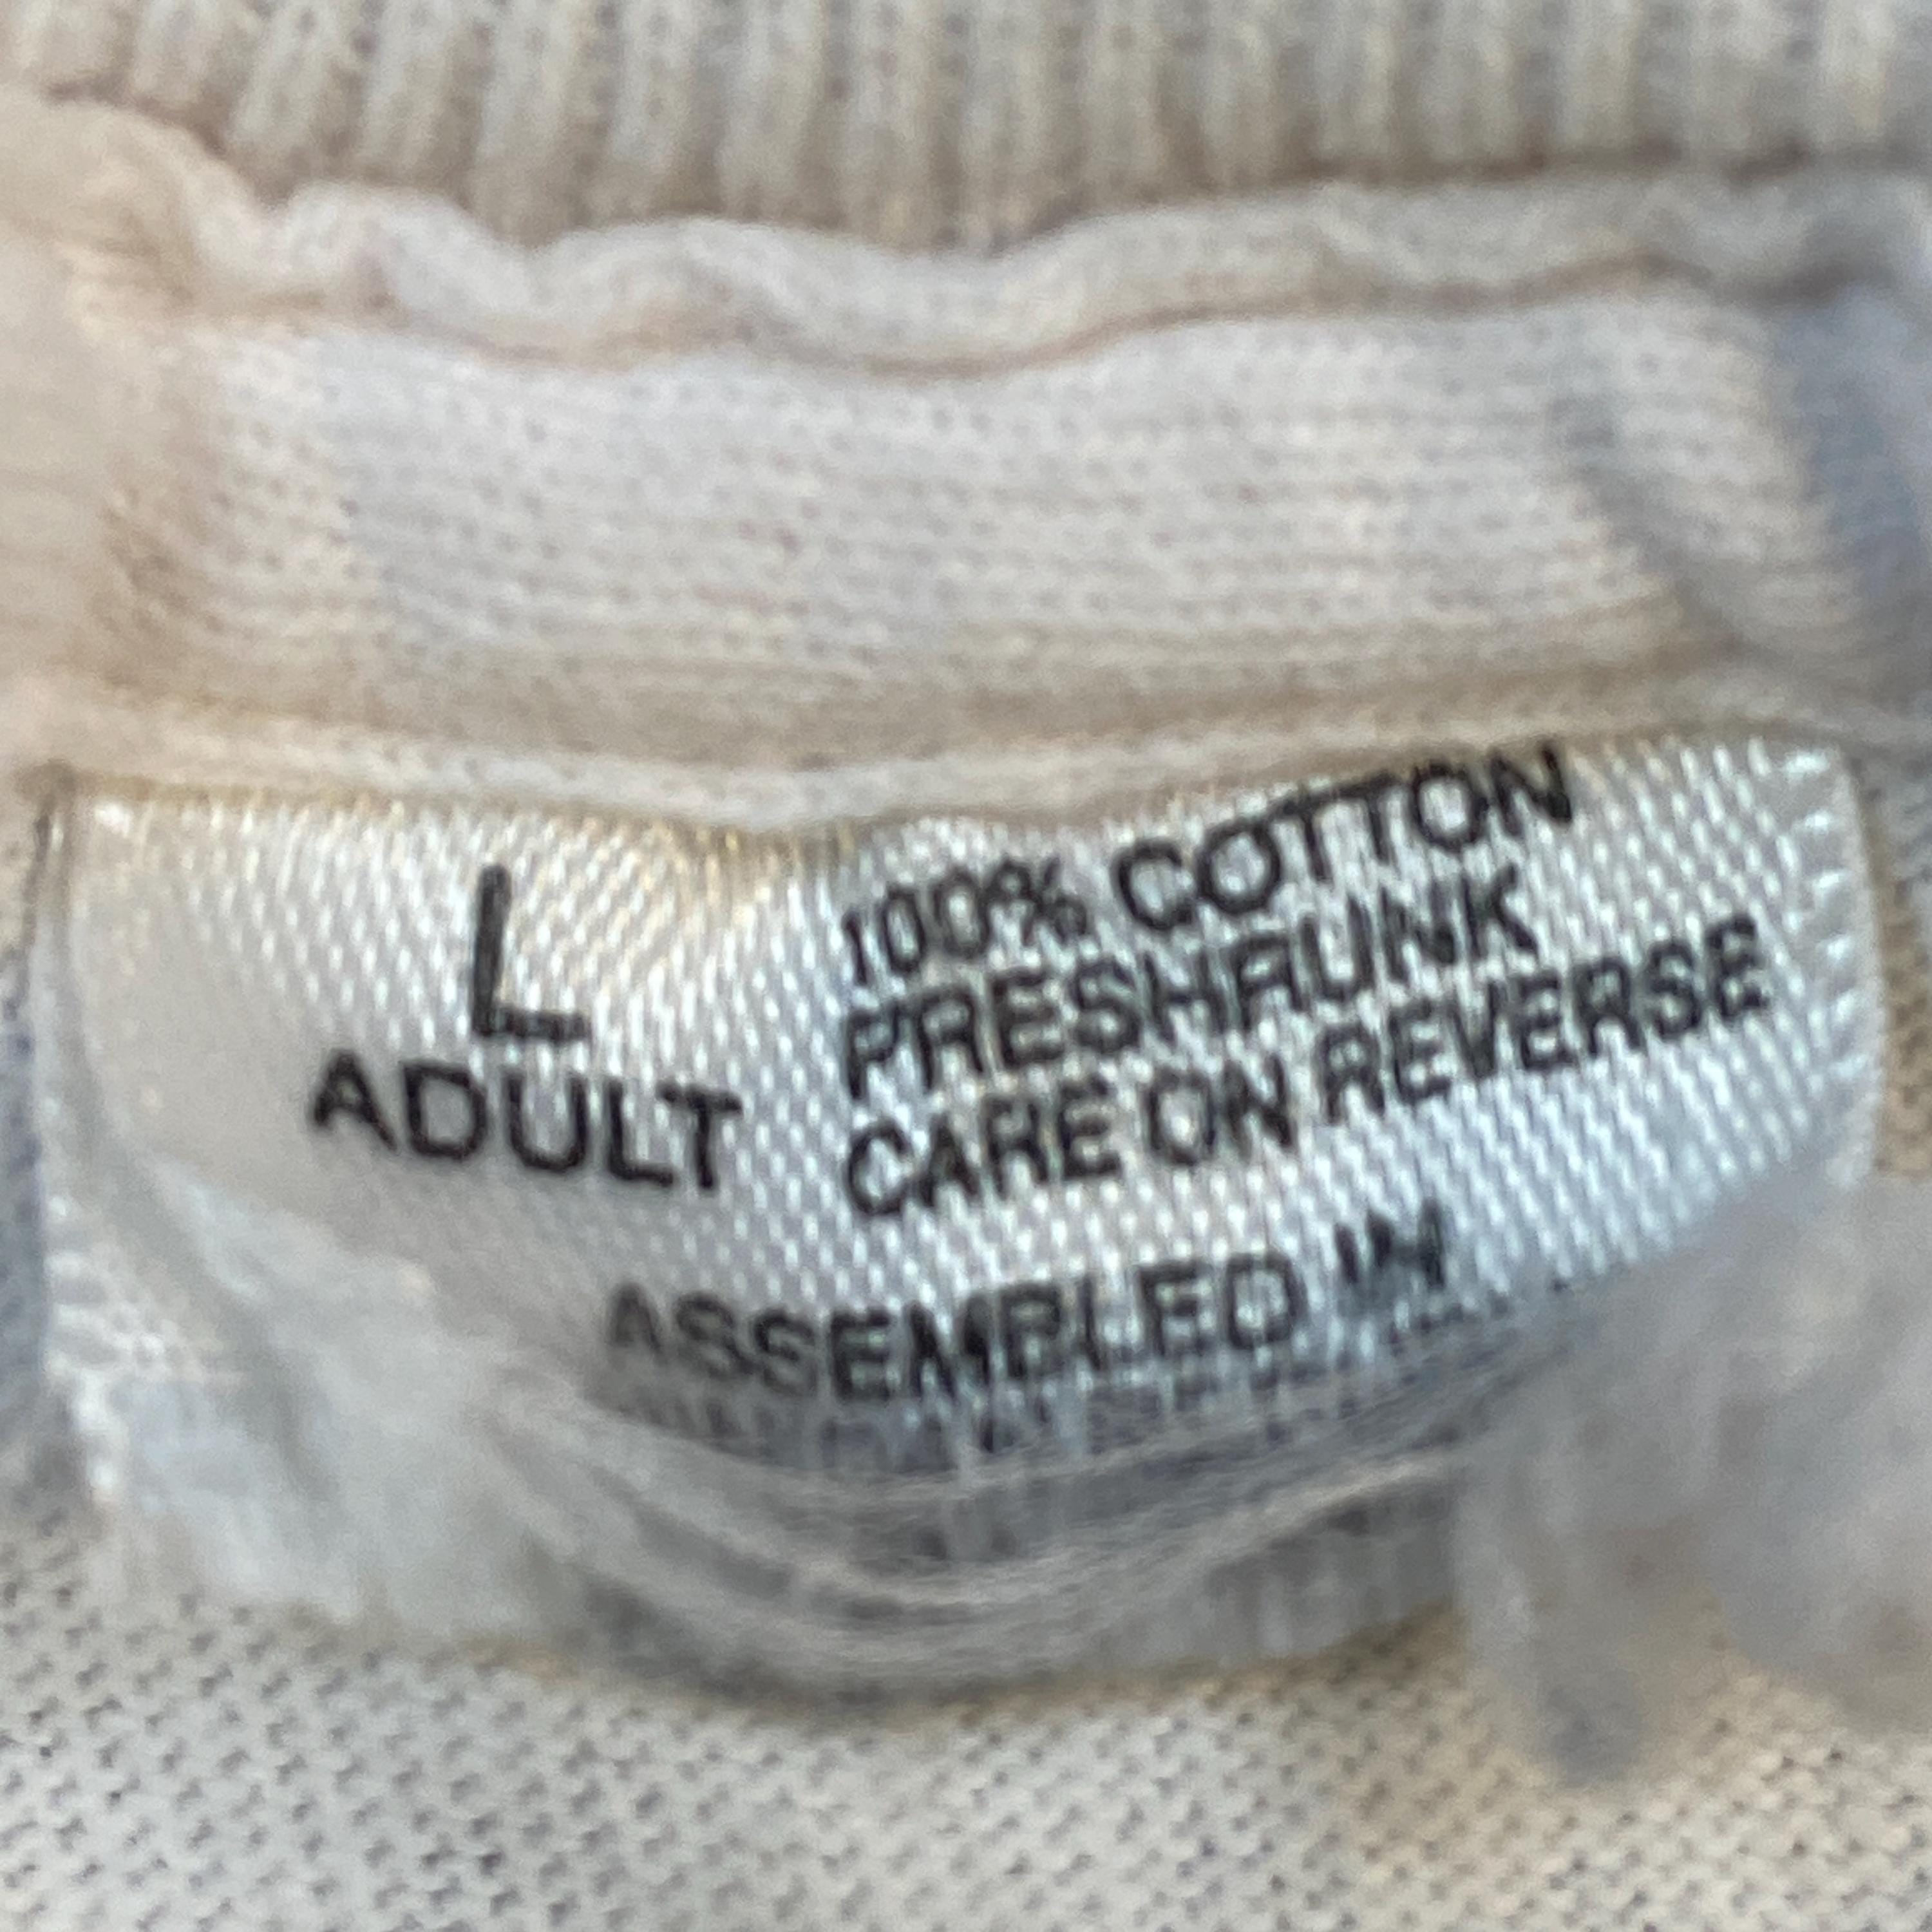 L
ADULT
100% COTTON
PRESHRUNK
CARE ON REVERSE
ASSEMBLED IN